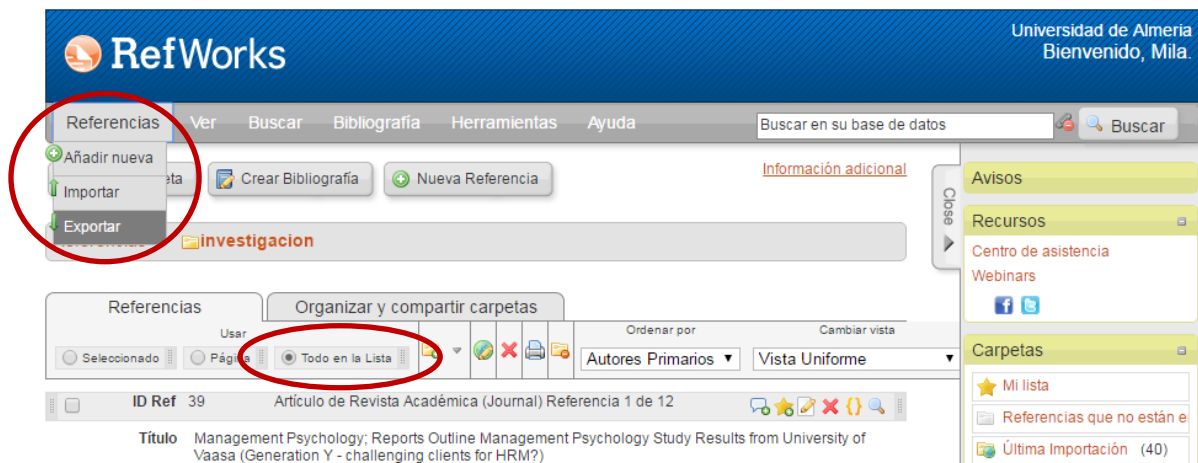 RefWorks
Universidad de Almeria
Bienvenido, Mila.
Referencias Ver Buscar Bibliografía Herramientas Ayuda Buscar en su base de datos Buscar
Añadir nueva
Importar
Exportar
Crear Bibliografía Nueva Referencia
Información adicional
investigacion
Close
Referencias Organizar y compartir carpetas
Usar Ordenar por Cambiar vista
Seleccionado Página Todo en la Lista Autores Primarios Vista Uniforme
ID Ref 39 Artículo de Revista Académica (Journal) Referencia 1 de 12
Título Management Psychology; Reports Outline Management Psychology Study Results from University of
Vaasa (Generation Y - challenging clients for HRM?)
Avisos
Recursos
Centro de asistencia
Webinars
Carpetas
Mi lista
Referencias que no están e
Última Importación (40)